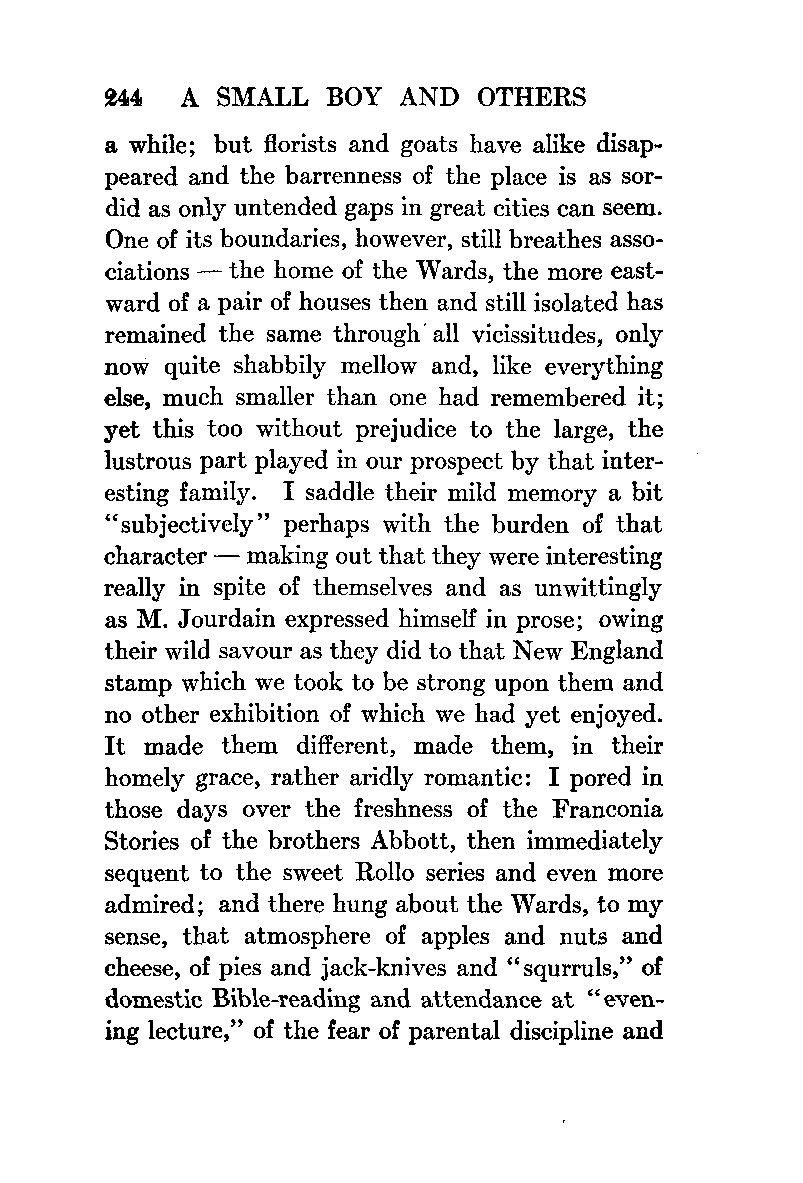 244 A SMALL BOY AND OTHERS
a while; but florists and goats have alike disap-
peared and the barrenness of the place is as sor-
did as only untended gaps in great cities can seem.
One of its boundaries, however, still breathes asso-
ciations — the home of the Wards, the more east-
ward of a pair of houses then and still isolated has
remained the same through all vicissitudes, only
now quite shabbily mellow and, like everything
else, much smaller than one had remembered it;
yet this too without prejudice to the large, the
lustrous part played in our prospect by that inter-
esting family. I saddle their mild memory a bit
“subjectively” perhaps with the burden of that
character — making out that they were interesting
really in spite of themselves and as unwittingly
as M. Jourdain expressed himself in prose; owing
their wild savour as they did to that New England
stamp which we took to be strong upon them and
no other exhibition of which we had yet enjoyed.
It made them different, made them, in their
homely grace, rather aridly romantic: I pored in
those days over the freshness of the Franconia
Stories of the brothers Abbott, then immediately
sequent to the sweet Rollo series and even more
admired; and there hung about the Wards, to my
sense, that atmosphere of apples and nuts and
cheese, of pies and jack-knives and “squrruls,” of
domestic Bible-reading and attendance at “even-
ing lecture,” of the fear of parental discipline and